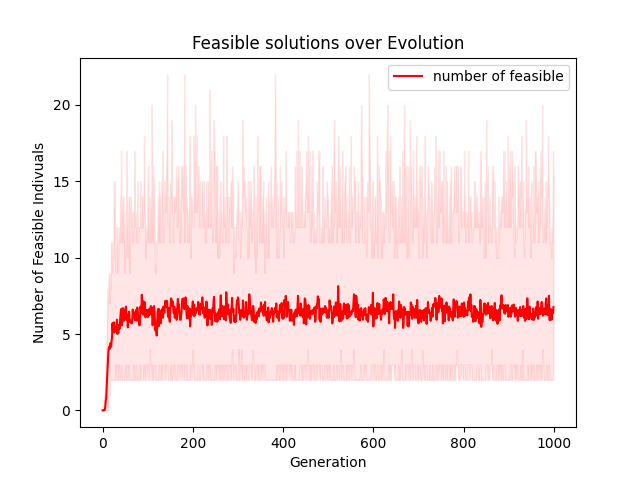 Feasible solutions over Evolution
number of feasible
Number of Feasible Indivuals
20
15
10
5
0
0 200 400 600 800 1000
Generation